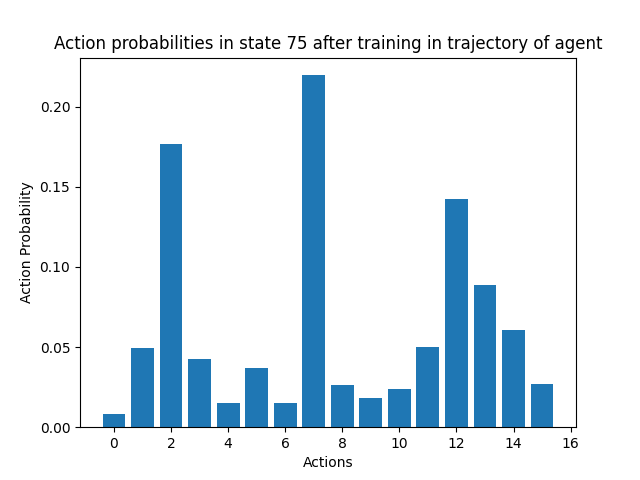 Action probabilities in state 75 after training in trajectory of agent
0.20
0.15
0.10
0.05
0.00
Action Probability
0 2 4 6 8 10 12 14 16
Actions